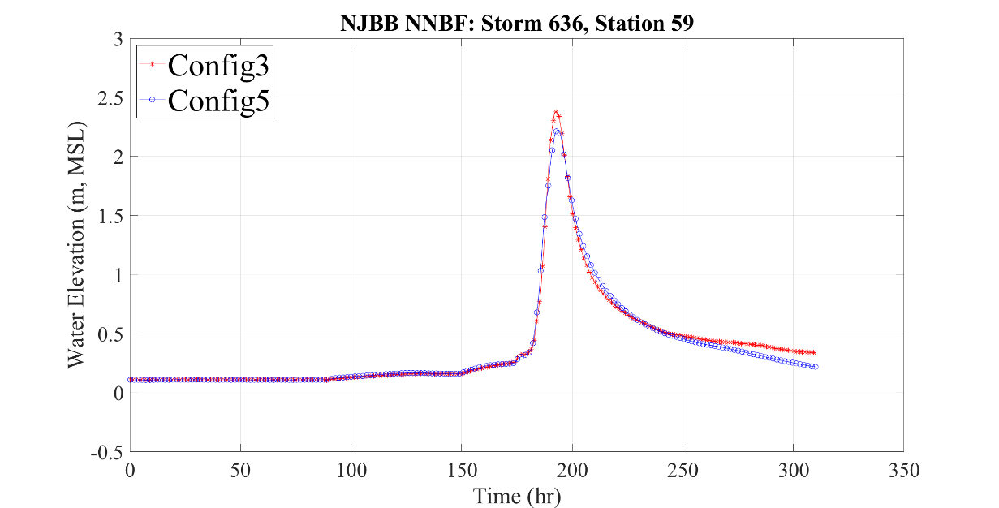 NJBB NNBF: Storm 636, Station 59
Config3
Config5
3
2.5
2
1.5
1
0.5
0
-0.5
Water Elevation (m, MSL)
0 50 100 150 200 250 300 350
Time (hr)